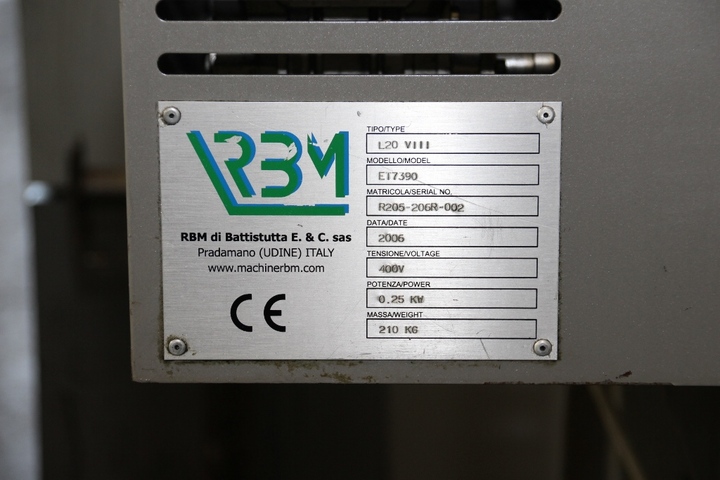 RBM
RBM di Battistutta E. & C. sas
Pradamano (UDINE) ITALY
www.machinerbm.com
CE
TIPO/TYPE
L20 VIII
MODELLO/MODEL
ET7390
MATRICOLA/SERIAL NO.
R205-206R-002
DATA/DATE
2006
TENSIONE/VOLTAGE
400V
POTENZA/POWER
0.25 KW
MASSA/WEIGHT
210 KG